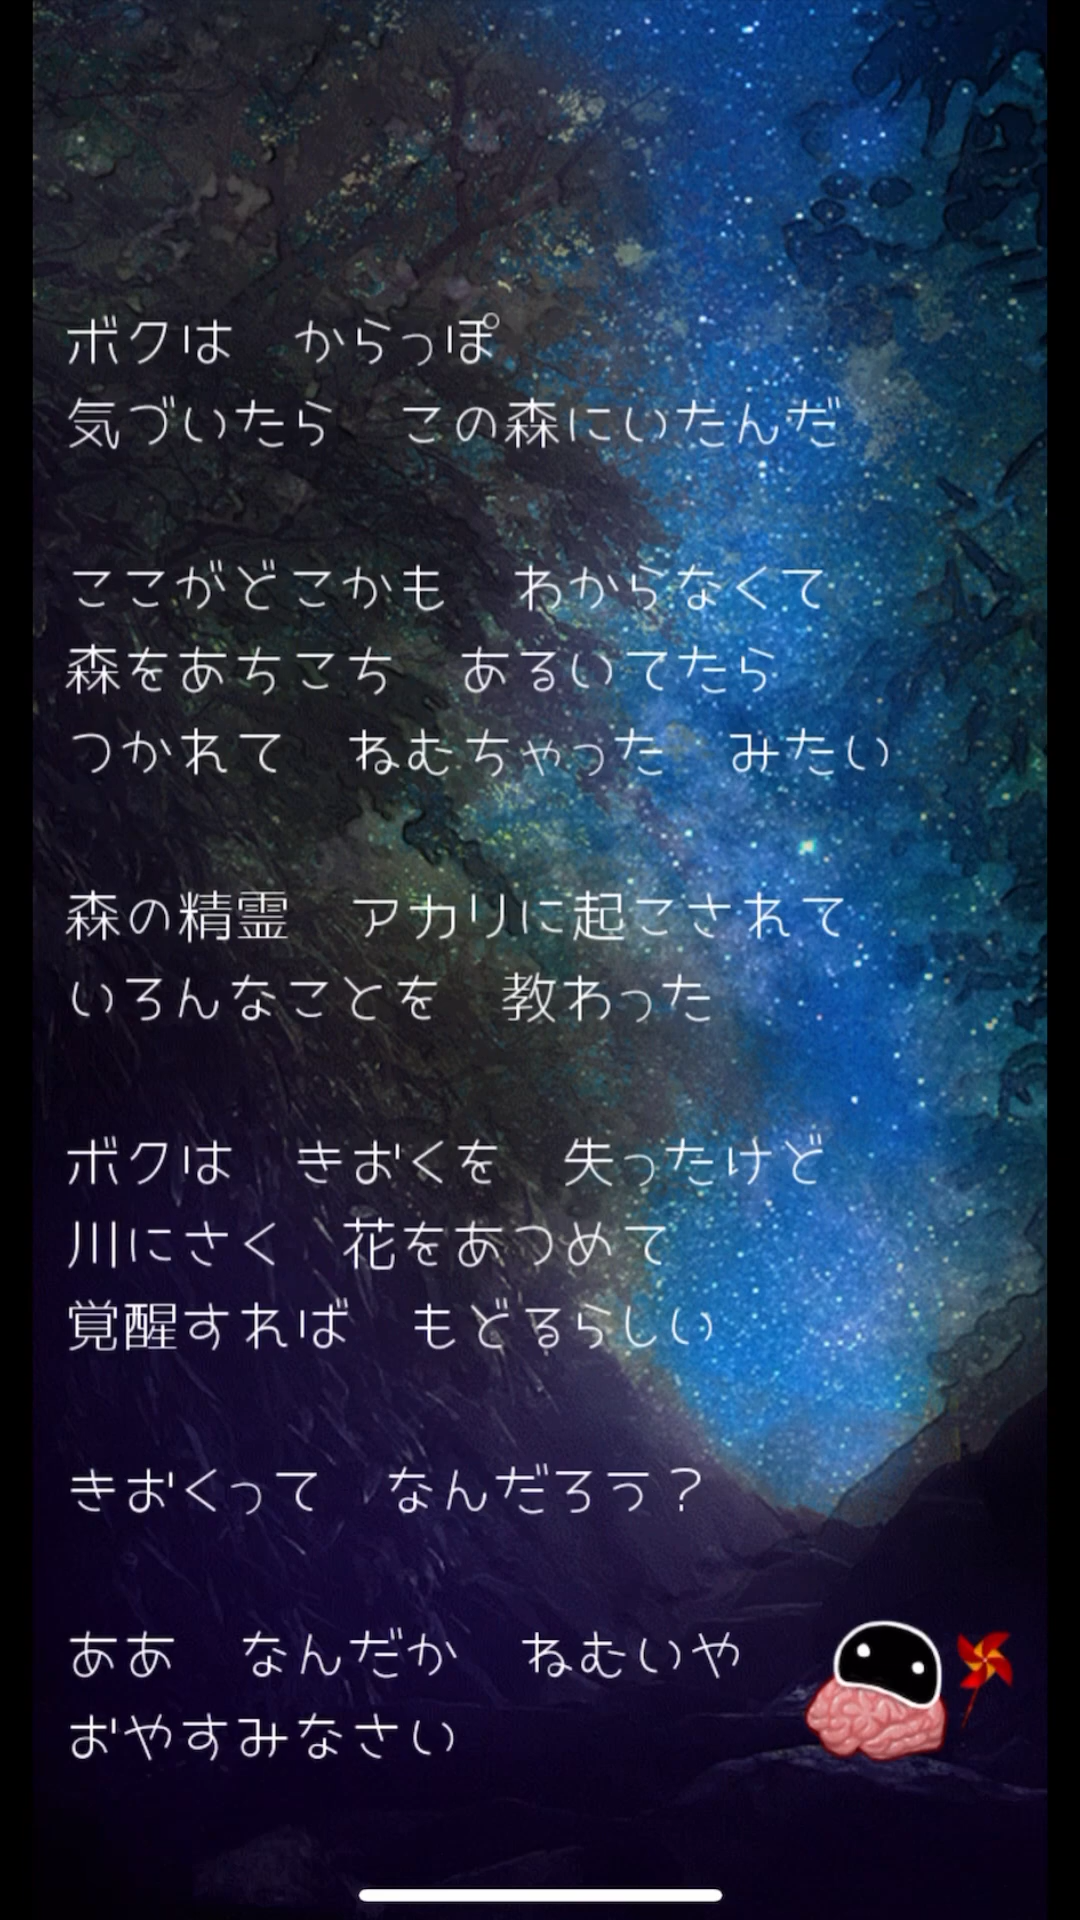 ボクは　からっぽ
気づいたら　この森にいたんだ
ここがどこかも　わからなくて
森をあちこち　あるいてたら
つかれて　ねむちゃった　みたい
森の精霊　アカリに起こされて
いろんなことを　教わった
ボクは　きおくを　失ったけど
川にさく　花をあつめて
覚醒すれば　もどるらしい
きおくって　なんだろう？
ああ　なんだか　ねむいや
おやすみなさい